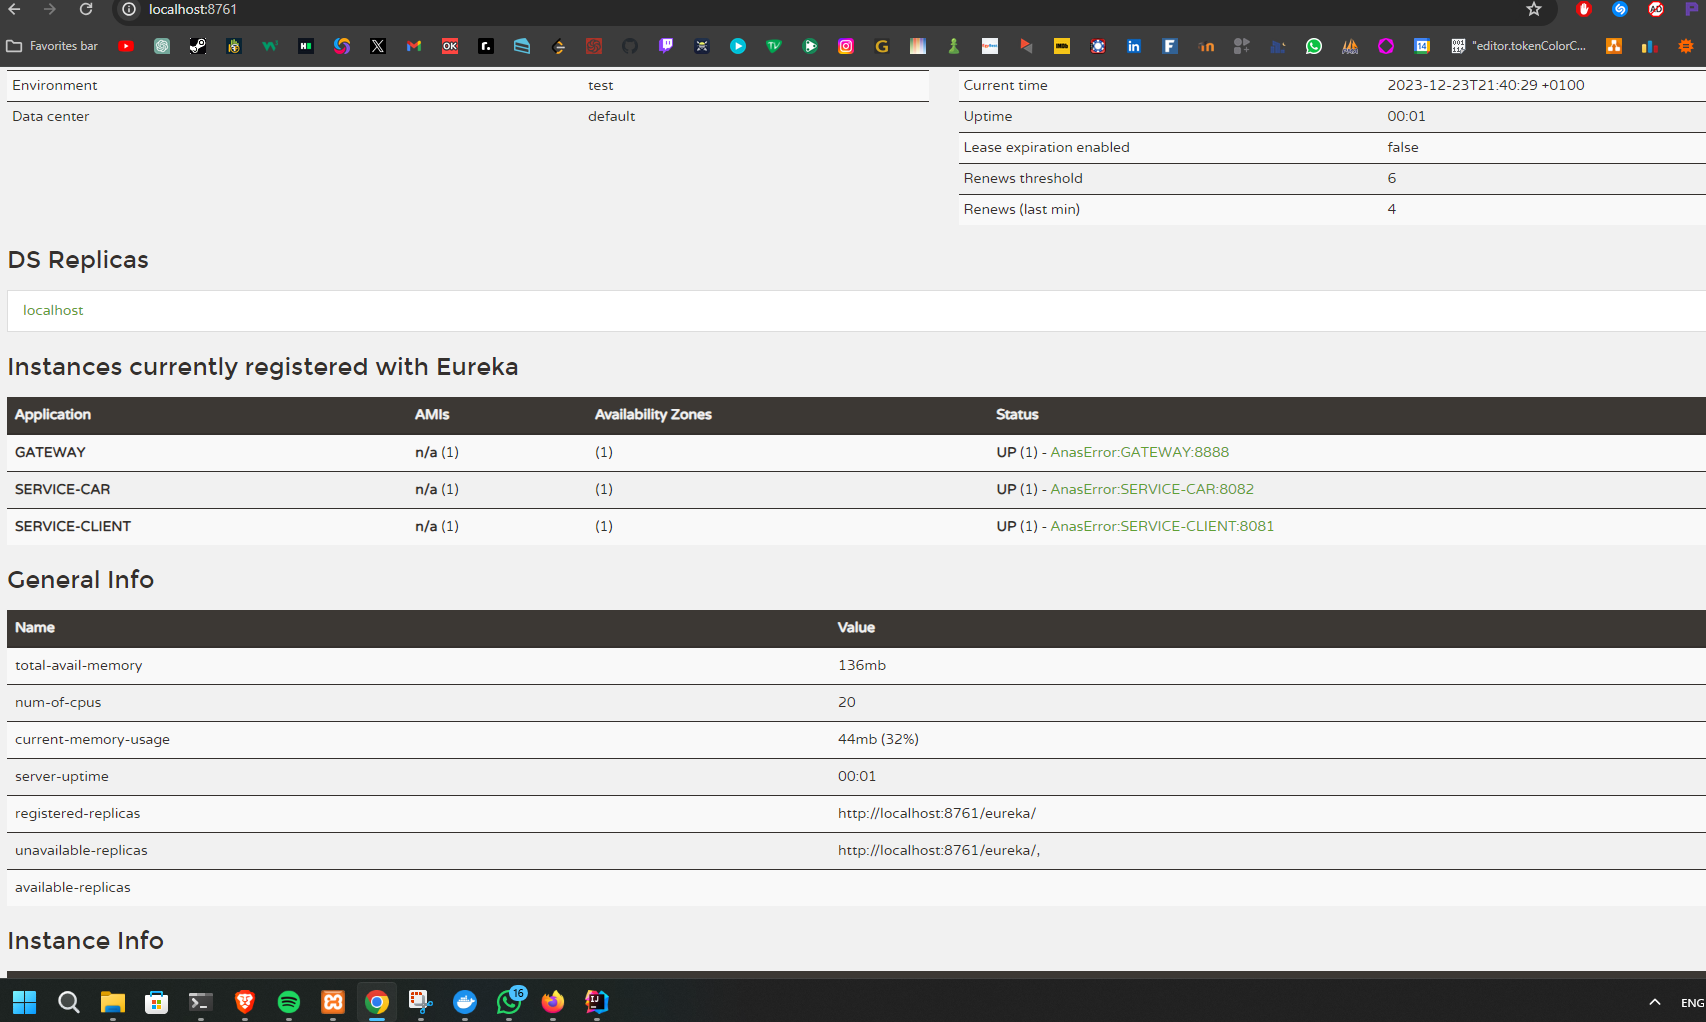 localhost:8761
Favorites bar
"editor.tokenColorC...
Environment test
Data center default
Current time 2023-12-23T21:40:29 +0100
Uptime 00:01
Lease expiration enabled false
Renews threshold 6
Renews (last min) 4
DS Replicas
localhost
Instances currently registered with Eureka
Application AMIs Availability Zones Status
GATEWAY n/a (1) (1) UP (1) - AnasError:GATEWAY:8888
SERVICE-CAR n/a (1) (1) UP (1) - AnasError:SERVICE-CAR:8082
SERVICE-CLIENT n/a (1) (1) UP (1) - AnasError:SERVICE-CLIENT:8081
General Info
Name Value
total-avail-memory 136mb
num-of-cpus 20
current-memory-usage 44mb (32%)
server-uptime 00:01
registered-replicas http://localhost:8761/eureka/
unavailable-replicas http://localhost:8761/eureka/,
available-replicas
Instance Info
16
ENG